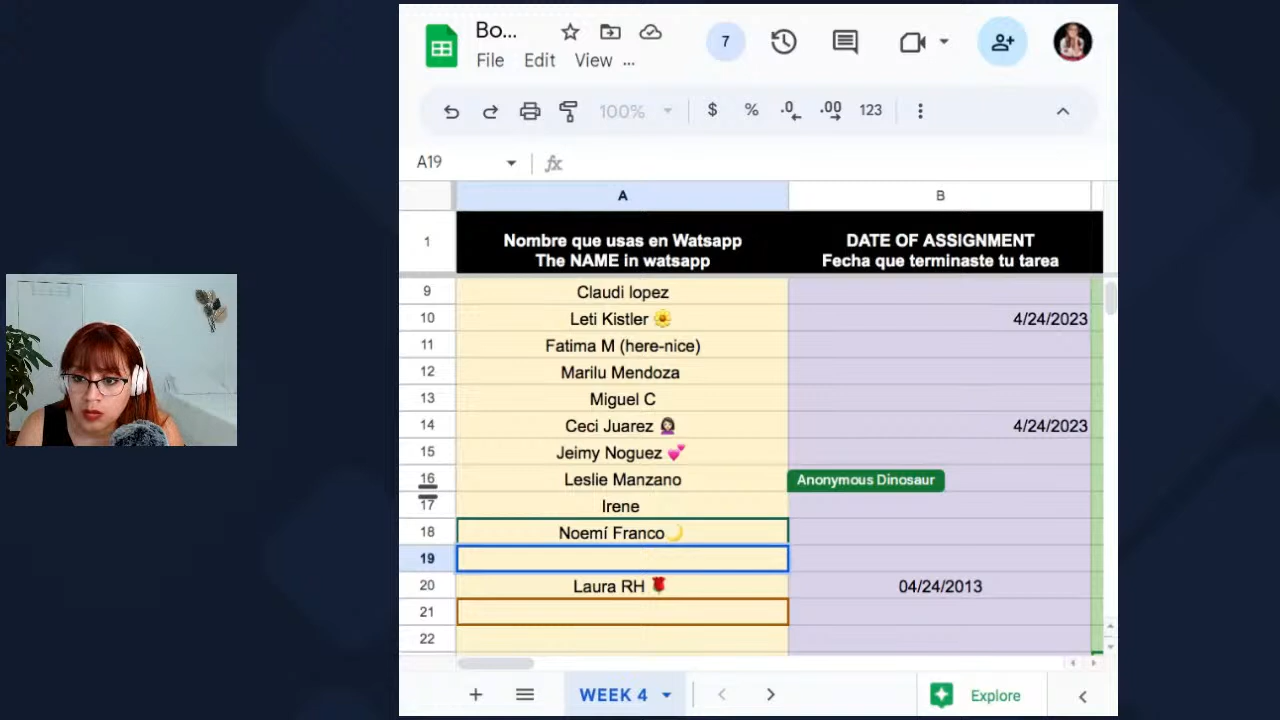 Bo...
7
File Edit View ...
100% $ % .0 .00 123
A19 fx
A B
1
Nombre que usas en Watsapp
The NAME in watsapp
DATE OF ASSIGNMENT
Fecha que terminaste tu tarea
9 Claudi lopez
10 Leti Kistler 🌼 4/24/2023
11 Fatima M (here-nice)
12 Marilu Mendoza
13 Miguel C
14 Ceci Juarez 🙍🏻‍♀️ 4/24/2023
15 Jeimy Noguez 💕
16 Leslie Manzano Anonymous Dinosaur
17 Irene
18 Noemí Franco🌙
19
20 Laura RH 🌹 04/24/2013
21
22
WEEK 4 Explore